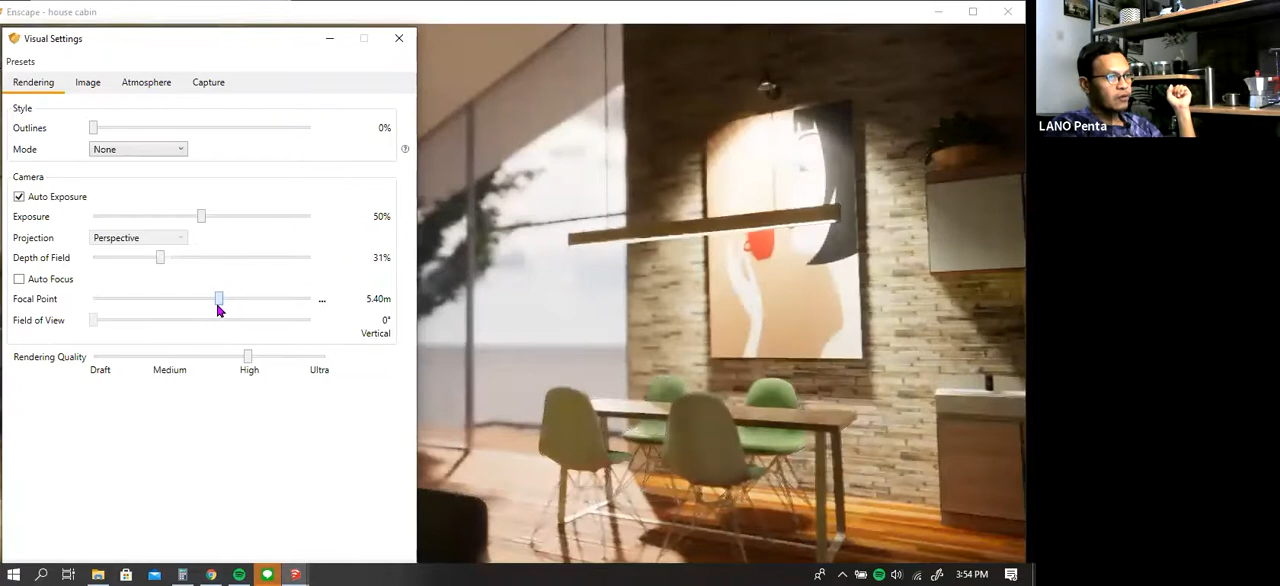 Enscape - house cabin
Visual Settings
Presets
Rendering Image Atmosphere Capture
Style
Outlines 0%
Mode None
Camera
Auto Exposure
Exposure 50%
Projection Perspective
Depth of Field 31%
Auto Focus
Focal Point ... 5.40m
Field of View 0°
Vertical
Rendering Quality
Draft Medium High Ultra
LANO Penta
3:54 PM